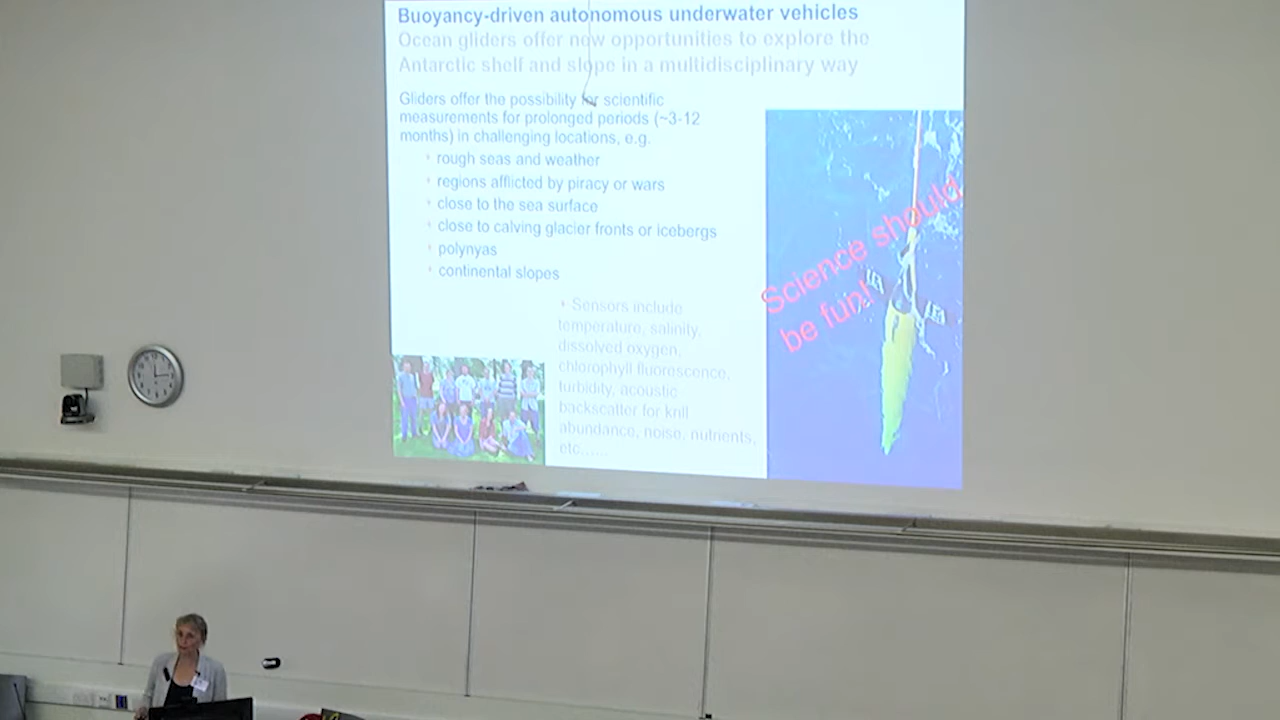 Buoyancy-driven autonomous underwater vehicles
Ocean gliders offer new opportunities to explore the
Antarctic shelf and slope in a multidisciplinary way
Gliders offer the possibility for scientific
measurements for prolonged periods (~3-12
months) in challenging locations, e.g.
rough seas and weather
regions afflicted by piracy or wars
close to the sea surface
close to calving glacier fronts or icebergs
polynyas
continental slopes
Sensors include
temperature, salinity,
dissolved oxygen,
chlorophyll fluorescence,
turbidity, acoustic
backscatter for krill
abundance, noise, nutrients,
etc......
Science should
be fun!